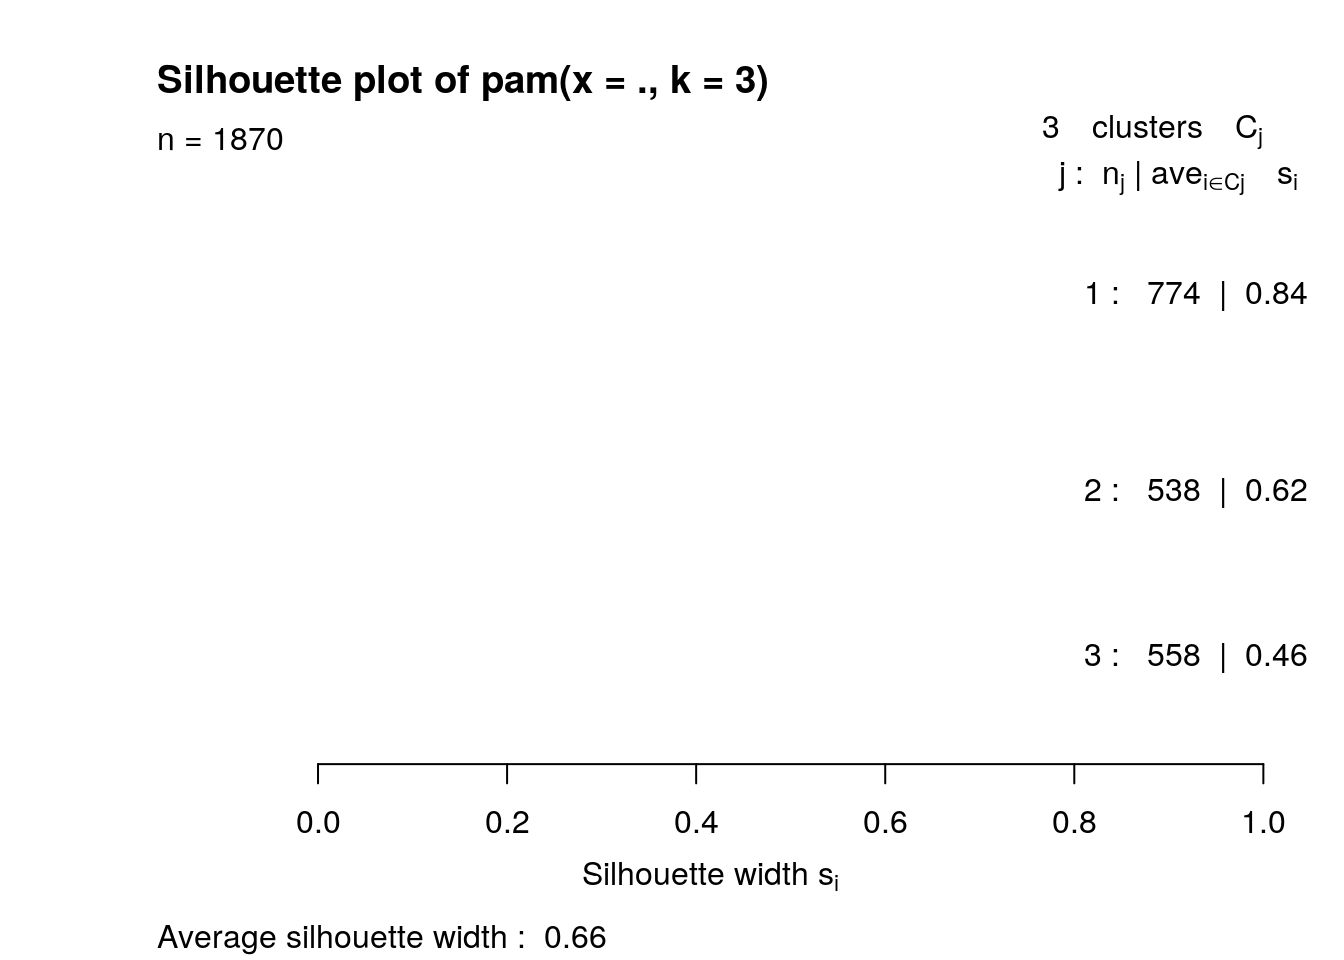 Silhouette plot of pam(x = ., k = 3)
n = 1870
3 clusters Cj
j : nj | avei∈Cj si
1 : 774 | 0.84
2 : 538 | 0.62
3 : 558 | 0.46
0.0 0.2 0.4 0.6 0.8 1.0
Silhouette width si
Average silhouette width : 0.66